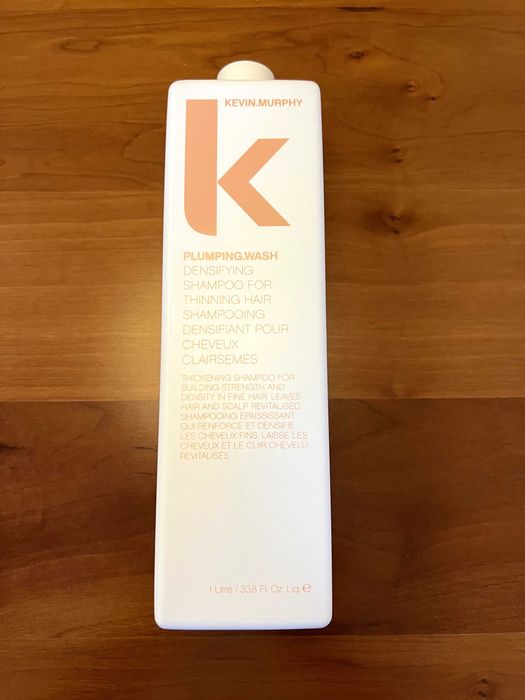 KEVIN.MURPHY
PLUMPING.WASH
DENSIFYING
SHAMPOO FOR
THINNING HAIR
SHAMPOOING
DENSIFIANT POUR
CHEVEUX
CLAIRSEMÉS
THICKENING SHAMPOO FOR
BUILDING STRENGTH AND
DENSITY IN FINE HAIR. LEAVES
HAIR AND SCALP REVITALISED.
SHAMPOOING ÉPAISSISSANT
QUI RENFORCE ET DENSIFIE
LES CHEVEUX FINS. LAISSE LES
CHEVEUX ET LE CUIR CHEVELU
REVITALISÉS.
1 Litre / 33.8 Fl. Oz. Liq. ℮